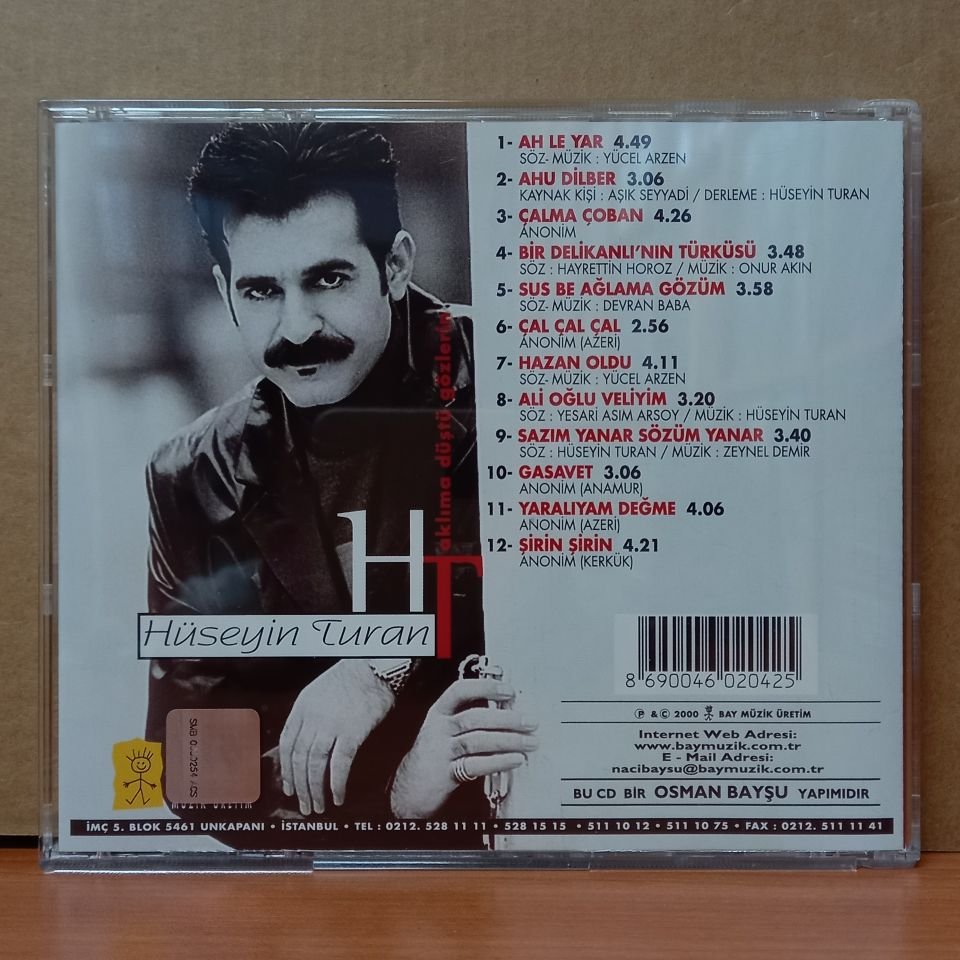 1- AH LE YAR 4.49
SÖZ- MÜZİK : YÜCEL ARZEN
2- AHU DİLBER 3.06
KAYNAK KİŞİ : AŞIK SEYYADİ / DERLEME : HÜSEYİN TURAN
3- ÇALMA ÇOBAN 4.26
ANONİM
4- BİR DELİKANLI'NIN TÜRKÜSÜ 3.48
SÖZ : HAYRETTİN HOROZ / MÜZİK : ONUR AKIN
5- SUS BE AĞLAMA GÖZÜM 3.58
SÖZ- MÜZİK : DEVRAN BABA
6- ÇAL ÇAL ÇAL 2.56
ANONİM (AZERİ)
7- HAZAN OLDU 4.11
SÖZ- MÜZİK : YÜCEL ARZEN
8- ALİ OĞLU VELİYİM 3.20
SÖZ : YESARİ ASIM ARSOY / MÜZİK : HÜSEYİN TURAN
9- SAZIM YANAR SÖZÜM YANAR 3.40
SÖZ : HÜSEYİN TURAN / MÜZİK : ZEYNEL DEMİR
10- GASAVET 3.06
ANONİM (ANAMUR)
11- YARALIYAM DEĞME 4.06
ANONİM (AZERİ)
12- ŞİRİN ŞİRİN 4.21
ANONİM (KERKÜK)
aklıma düştü gözlerin
HT
Hüseyin Turan
8 690046 020425
℗ & © 2000 BAY MÜZİK ÜRETİM
Internet Web Adresi:
www.baymuzik.com.tr
E - Mail Adresi:
nacibaysu@baymuzik.com.tr
BU CD BİR OSMAN BAYŞU YAPIMIDIR
SMB
MÜZİK ÜRETİM
• İMÇ 5. BLOK 5461 UNKAPANI • İSTANBUL • TEL : 0212. 528 11 11 • 528 15 15 • 511 10 12 • 511 10 75 • FAX : 0212. 511 11 41